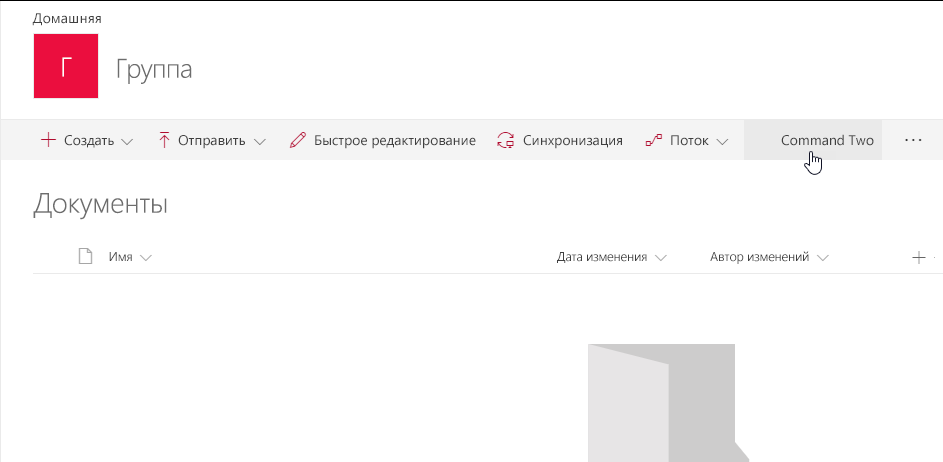 Домашняя
Г
Группа
Создать Отправить Быстрое редактирование Синхронизация Поток Command Two ...
Документы
Имя Дата изменения Автор изменений